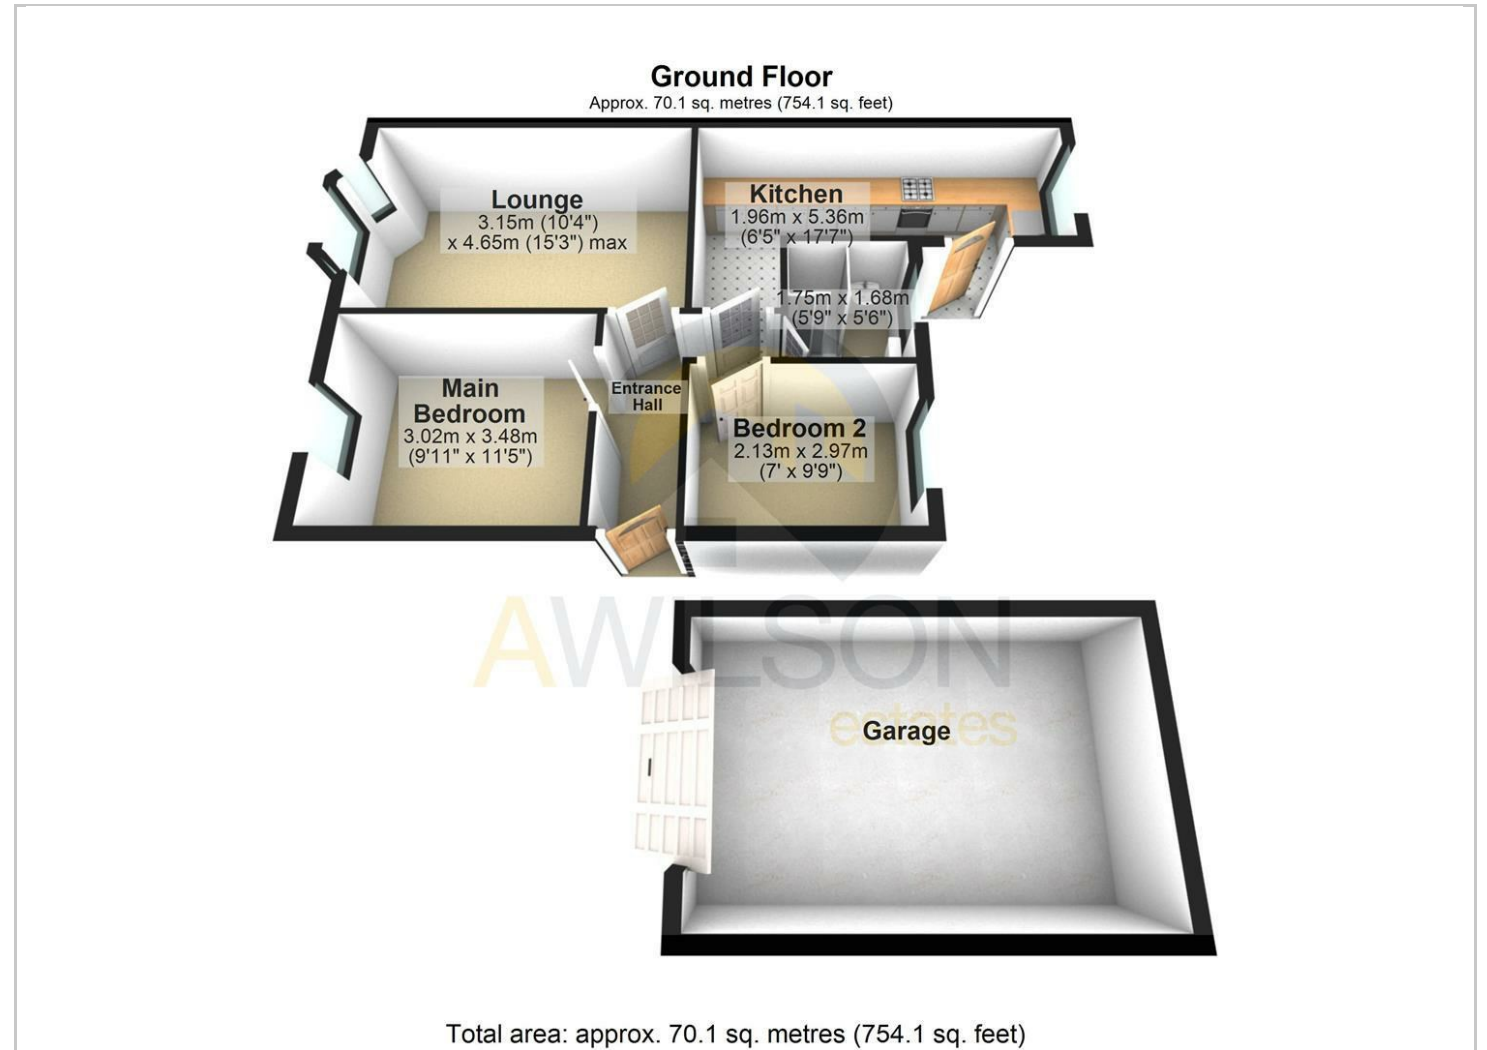 Ground Floor
Approx. 70.1 sq. metres (754.1 sq. feet)
Lounge
3.15m (10'4")
x 4.65m (15'3") max
Kitchen
1.96m x 5.36m
(6'5" x 17'7")
1.75m x 1.68m
(5'9" x 5'6")
Main
Bedroom
3.02m x 3.48m
(9'11" x 11'5")
Entrance
Hall
Bedroom 2
2.13m x 2.97m
(7' x 9'9")
AWILSON
estates
Garage
Total area: approx. 70.1 sq. metres (754.1 sq. feet)